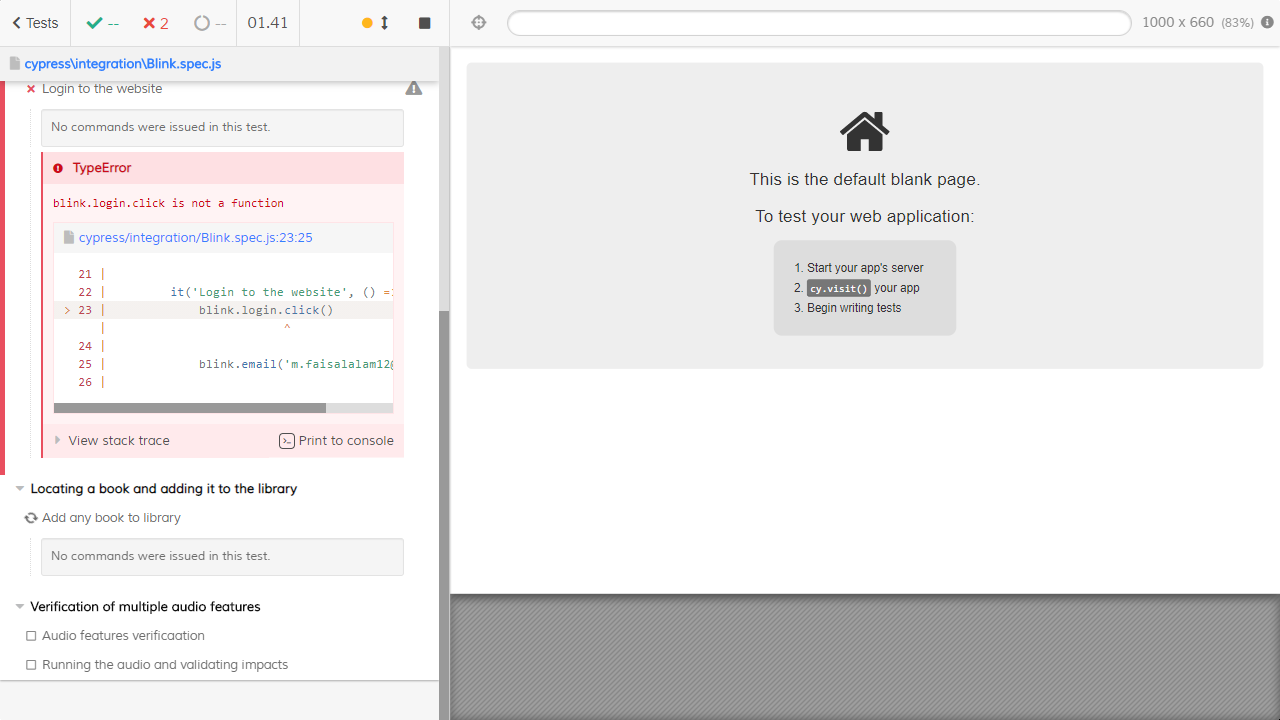 Tests
--
2
--
01.41
1000 x 660 (83%)
cypress\integration\Blink.spec.js
Login to the website
No commands were issued in this test.
TypeError
blink.login.click is not a function
cypress/integration/Blink.spec.js:23:25
21 |
22 | it('Login to the website', () =
> 23 | blink.login.click()
| ^
24 |
25 | blink.email('m.faisalalam12@
26 |
View stack trace
Print to console
Locating a book and adding it to the library
Add any book to library
No commands were issued in this test.
Verification of multiple audio features
Audio features verificaation
Running the audio and validating impacts
This is the default blank page.
To test your web application:
1. Start your app's server
2. cy.visit() your app
3. Begin writing tests